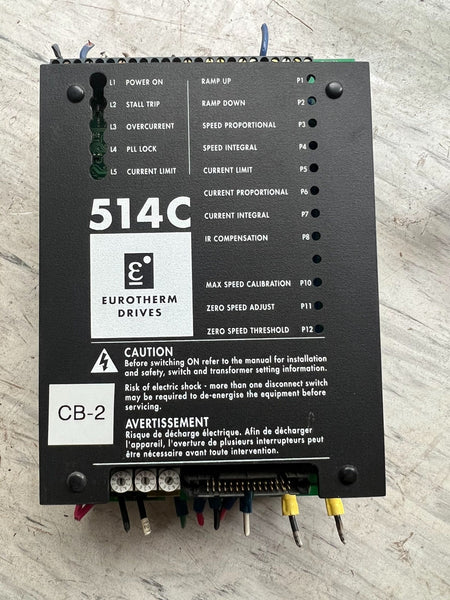 L1 POWER ON
L2 STALL TRIP
L3 OVERCURRENT
L4 PLL LOCK
L5 CURRENT LIMIT
RAMP UP P1
RAMP DOWN P2
SPEED PROPORTIONAL P3
SPEED INTEGRAL P4
CURRENT LIMIT P5
CURRENT PROPORTIONAL P6
CURRENT INTEGRAL P7
IR COMPENSATION P8
MAX SPEED CALIBRATION P10
ZERO SPEED ADJUST P11
ZERO SPEED THRESHOLD P12
514C
EUROTHERM
DRIVES
CAUTION
Before switching ON refer to the manual for installation
and safety, switch and transformer setting information.
Risk of electric shock - more than one disconnect switch
may be required to de-energise the equipment before
servicing.
CB-2
AVERTISSEMENT
Risque de décharge électrique. Afin de décharger
l'appareil, l'overture de plusieurs interrupteurs peut
être nécessaire avant toute intervention.